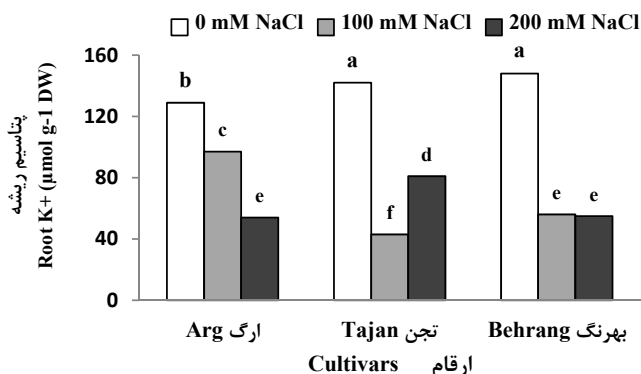 0 mM NaCl 100 mM NaCl 200 mM NaCl
160
120
80
40
0
پتاسیم ریشه
Root K+ (µmol g-1 DW)
b
c
e
a
f
d
a
e
e
Arg ارگ
Tajan تجن
Behrang بهرنگ
Cultivars ارقام